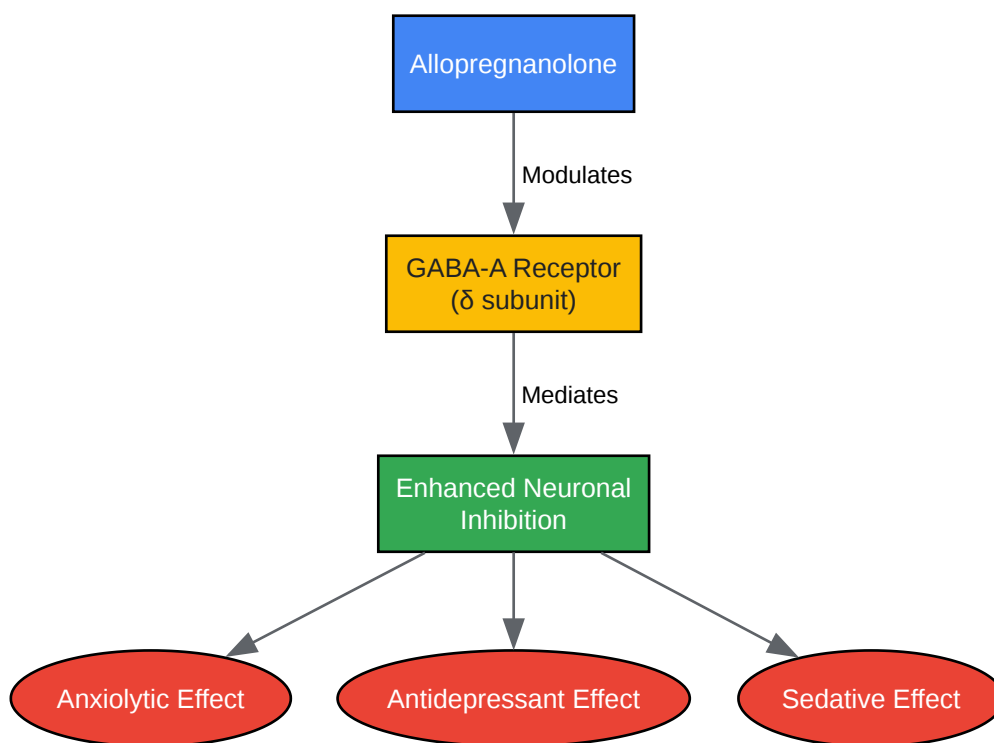 Allopregnanolone
Modulates
GABA-A Receptor
(δ subunit)
Mediates
Enhanced Neuronal
Inhibition
Anxiolytic Effect
Antidepressant Effect
Sedative Effect